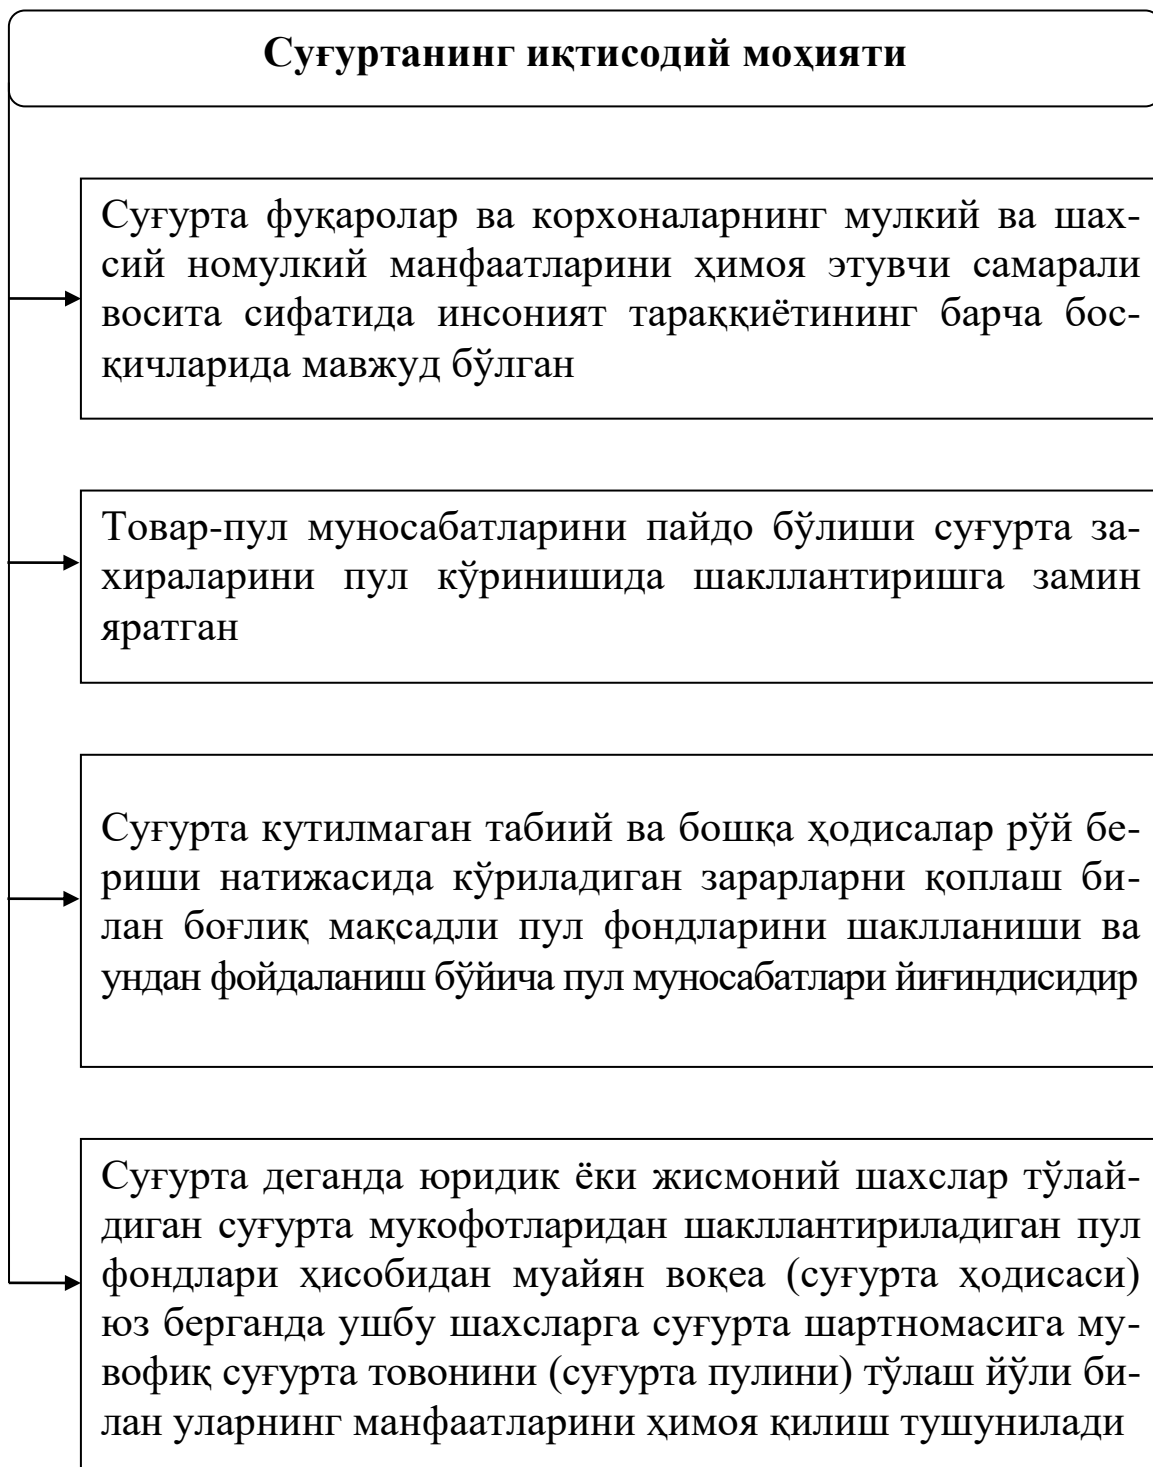 Суғуртанинг иқтисодий моҳияти
Суғурта фуқаролар ва корхоналарнинг мулкий ва шах-
сий номулкий манфаатларини ҳимоя этувчи самарали
восита сифатида инсоният тараққиётининг барча бос-
қичларида мавжуд бўлган
Товар-пул муносабатларини пайдо бўлиши суғурта за-
хираларини пул кўринишида шакллантиришга замин
яратган
Суғурта кутилмаган табиий ва бошқа ҳодисалар рўй бе-
риши натижасида кўриладиган зарарларни қоплаш би-
лан боғлиқ мақсадли пул фондларини шаклланиши ва
ундан фойдаланиш бўйича пул муносабатлари йиғиндисидир
Суғурта деганда юридик ёки жисмоний шахслар тўлай-
диган суғурта мукофотларидан шакллантириладиган пул
фондлари ҳисобидан муайян воқеа (суғурта ҳодисаси)
юз берганда ушбу шахсларга суғурта шартномасига му-
вофиқ суғурта товонини (суғурта пулини) тўлаш йўли би-
лан уларнинг манфаатларини ҳимоя қилиш тушунилади